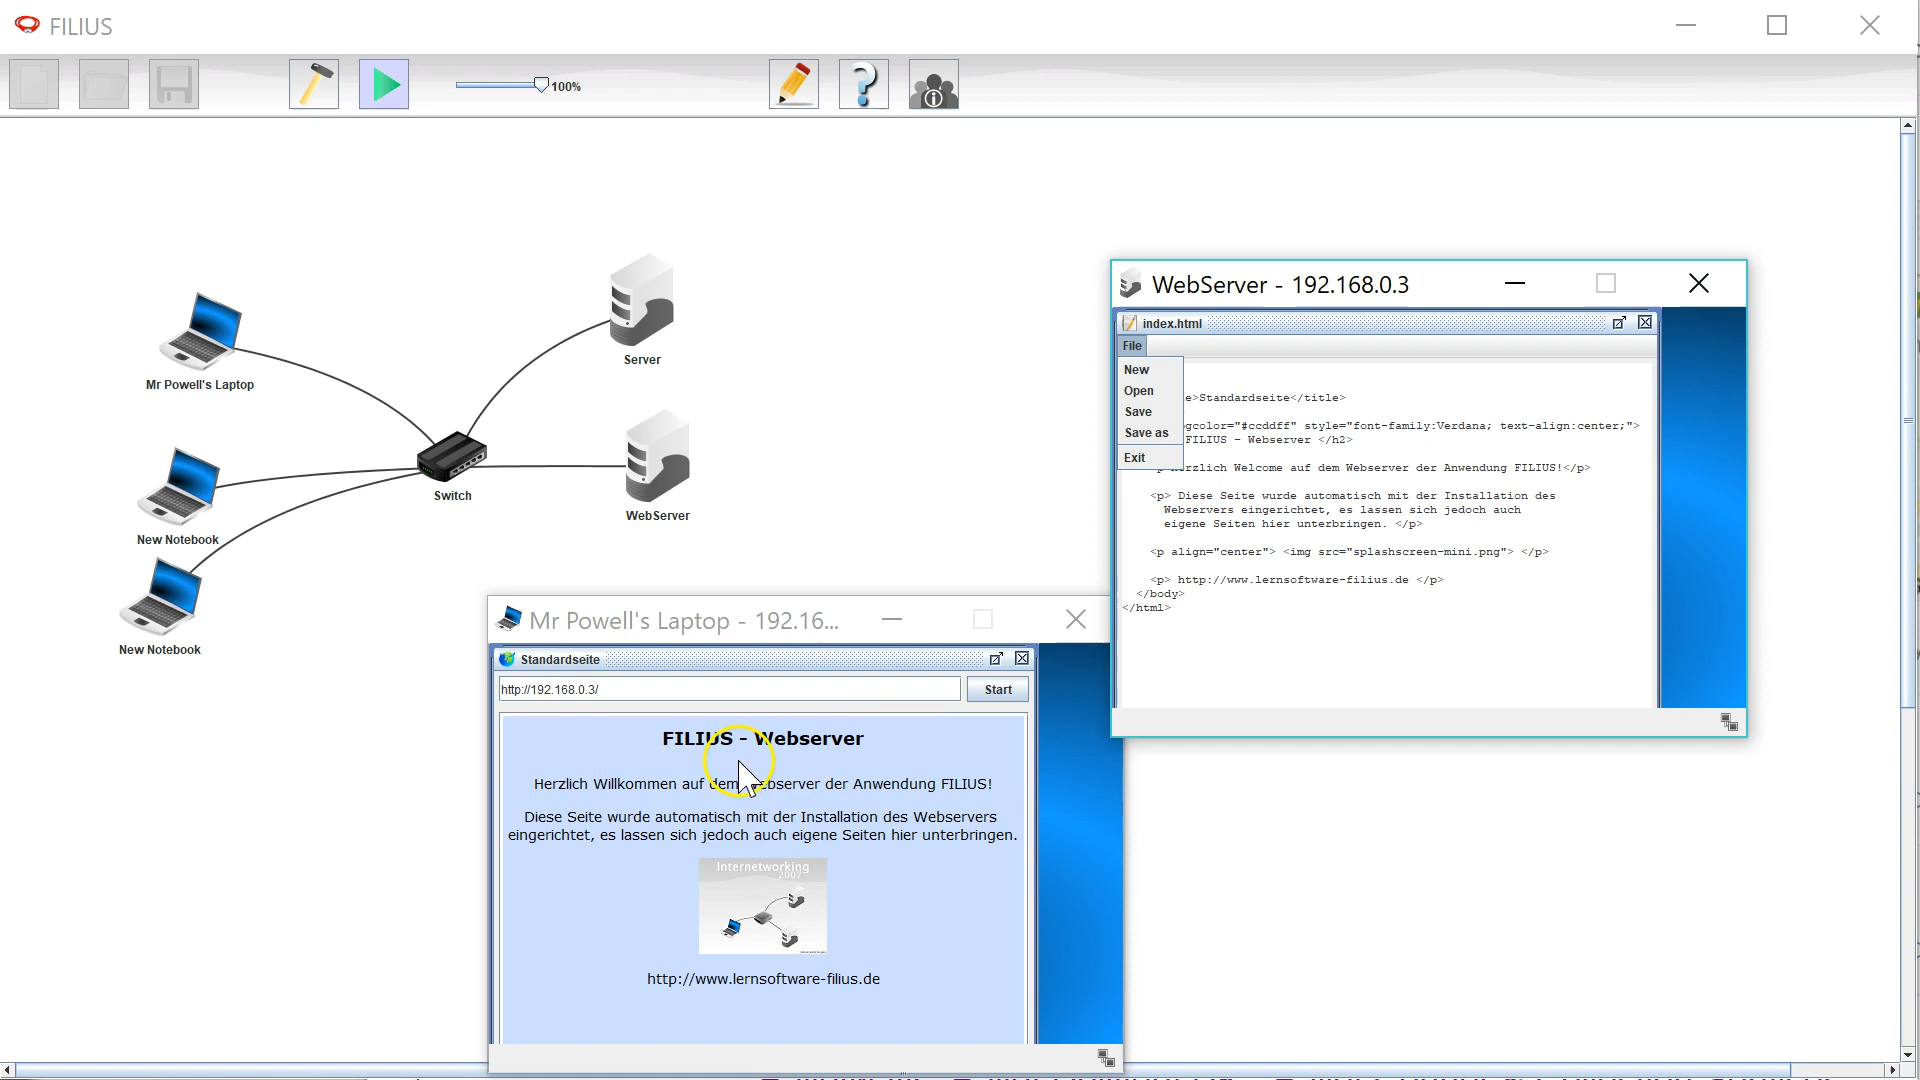 FILIUS
100%
Mr Powell's Laptop
Server
Switch
WebServer
New Notebook
New Notebook
WebServer - 192.168.0.3
index.html
File
New
Open
Save
Save as
Exit
e>Standardseite</title>
gcolor="#ccddff" style="font-family:Verdana; text-align:center;">
FILIUS - Webserver </h2>
rzlich Welcome auf dem Webserver der Anwendung FILIUS!</p>
<p> Diese Seite wurde automatisch mit der Installation des
Webservers eingerichtet, es lassen sich jedoch auch
eigene Seiten hier unterbringen. </p>
<p align="center"> <img src="splashscreen-mini.png"> </p>
<p> http://www.lernsoftware-filius.de </p>
</body>
</html>
Mr Powell's Laptop - 192.16...
Standardseite
http://192.168.0.3/
Start
FILIUS - Webserver
Herzlich Willkommen auf dem Webserver der Anwendung FILIUS!
Diese Seite wurde automatisch mit der Installation des Webservers
eingerichtet, es lassen sich jedoch auch eigene Seiten hier unterbringen.
Internetworking
2007
http://www.lernsoftware-filius.de